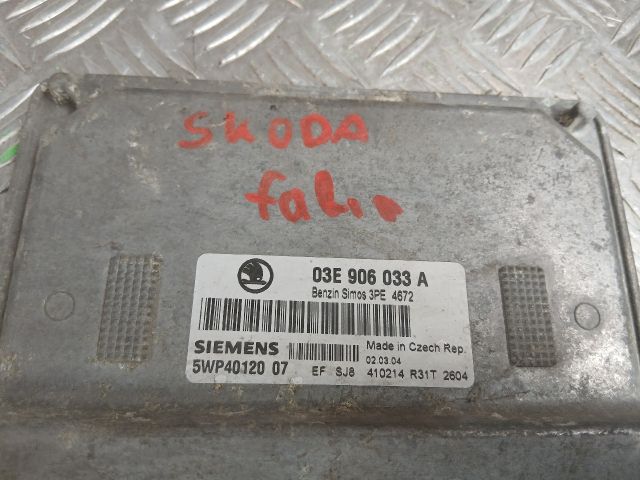 SKODA
fabia
03E 906 033 A
Benzin Simos 3PE 4672
SIEMENS
Made in Czech Rep.
02.03.04
5WP40120 07
EF SJ8
410214 R31T 2604